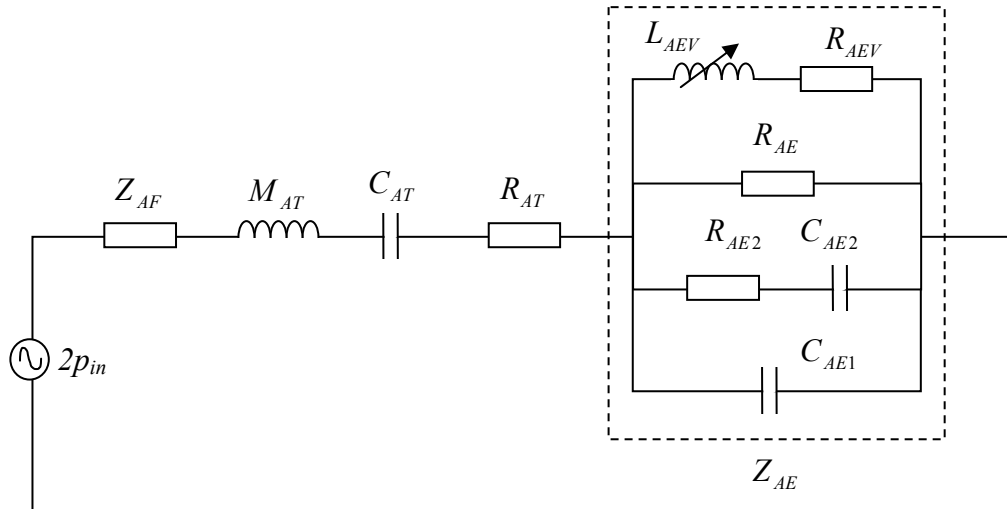 L_AEV
R_AEV
R_AE
Z_AF
M_AT
C_AT
R_AT
R_AE2
C_AE2
2p_in
C_AE1
Z_AE